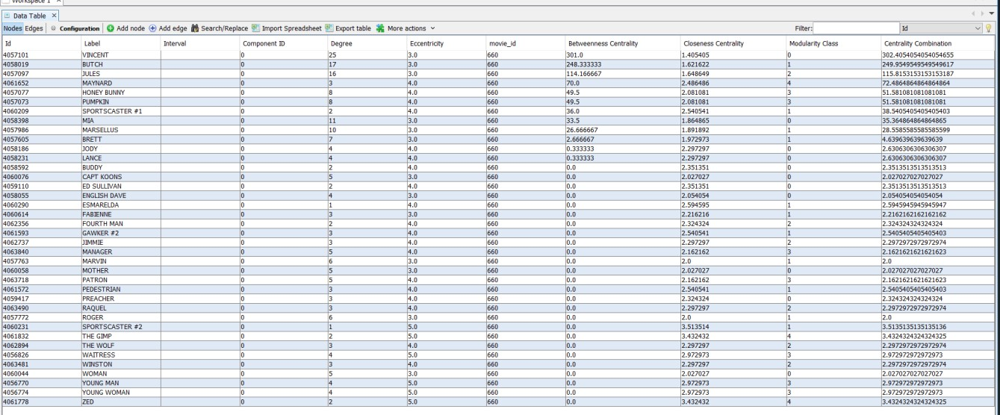 Workspace 1 ×
Data Table ×
Nodes Edges Configuration Add node Add edge Search/Replace Import Spreadsheet Export table More actions Filter: Id
Id Label Interval Component ID Degree Eccentricity movie_id Betweenness Centrality Closeness Centrality Modularity Class Centrality Combination
4057101 VINCENT 0 25 3.0 660 301.0 1.405405 0 302.4054054054054655
4058019 BUTCH 0 17 3.0 660 248.333333 1.621622 1 249.9549549549549617
4057097 JULES 0 16 3.0 660 114.166667 1.648649 2 115.8153153153153187
4061652 MAYNARD 0 3 4.0 660 70.0 2.486486 4 72.4864864864864864
4057077 HONEY BUNNY 0 8 4.0 660 49.5 2.081081 3 51.581081081081081
4057073 PUMPKIN 0 8 4.0 660 49.5 2.081081 3 51.581081081081081
4060209 SPORTSCASTER #1 0 2 4.0 660 36.0 2.540541 1 38.5405405405405403
4058398 MIA 0 11 3.0 660 33.5 1.864865 0 35.364864864864865
4057986 MARSELLUS 0 10 3.0 660 26.666667 1.891892 1 28.5585585585585599
4057605 BRETT 0 7 3.0 660 2.666667 1.972973 1 4.639639639639639
4058186 JODY 0 4 4.0 660 0.333333 2.297297 0 2.6306306306306307
4058231 LANCE 0 4 4.0 660 0.333333 2.297297 0 2.6306306306306307
4058592 BUDDY 0 2 4.0 660 0.0 2.351351 0 2.3513513513513513
4060076 CAPT KOONS 0 5 3.0 660 0.0 2.027027 0 2.027027027027027
4059110 ED SULLIVAN 0 2 4.0 660 0.0 2.351351 0 2.3513513513513513
4058055 ENGLISH DAVE 0 4 3.0 660 0.0 2.054054 0 2.054054054054054
4060290 ESMARELDA 0 1 4.0 660 0.0 2.594595 1 2.5945945945945947
4060614 FABIENNE 0 3 3.0 660 0.0 2.216216 1 2.2162162162162162
4062356 FOURTH MAN 0 2 4.0 660 0.0 2.324324 2 2.324324324324324
4061593 GAWKER #2 0 3 4.0 660 0.0 2.540541 1 2.5405405405405403
4062737 JIMMIE 0 3 4.0 660 0.0 2.297297 2 2.2972972972972974
4063840 MANAGER 0 5 4.0 660 0.0 2.162162 3 2.1621621621621623
4057763 MARVIN 0 6 3.0 660 0.0 2.0 1 2.0
4060058 MOTHER 0 5 3.0 660 0.0 2.027027 0 2.027027027027027
4063718 PATRON 0 5 4.0 660 0.0 2.162162 3 2.1621621621621623
4061572 PEDESTRIAN 0 3 4.0 660 0.0 2.540541 1 2.5405405405405403
4059417 PREACHER 0 3 4.0 660 0.0 2.324324 0 2.324324324324324
4063490 RAQUEL 0 3 4.0 660 0.0 2.297297 2 2.2972972972972974
4057772 ROGER 0 6 3.0 660 0.0 2.0 1 2.0
4060231 SPORTSCASTER #2 0 1 5.0 660 0.0 3.513514 1 3.5135135135135136
4061832 THE GIMP 0 2 5.0 660 0.0 3.432432 4 3.4324324324324325
4062894 THE WOLF 0 3 4.0 660 0.0 2.297297 2 2.2972972972972974
4056826 WAITRESS 0 4 5.0 660 0.0 2.972973 3 2.972972972972973
4063481 WINSTON 0 3 4.0 660 0.0 2.297297 2 2.2972972972972974
4060044 WOMAN 0 5 3.0 660 0.0 2.027027 0 2.027027027027027
4056770 YOUNG MAN 0 4 5.0 660 0.0 2.972973 3 2.972972972972973
4056774 YOUNG WOMAN 0 4 5.0 660 0.0 2.972973 3 2.972972972972973
4061778 ZED 0 2 5.0 660 0.0 3.432432 4 3.4324324324324325